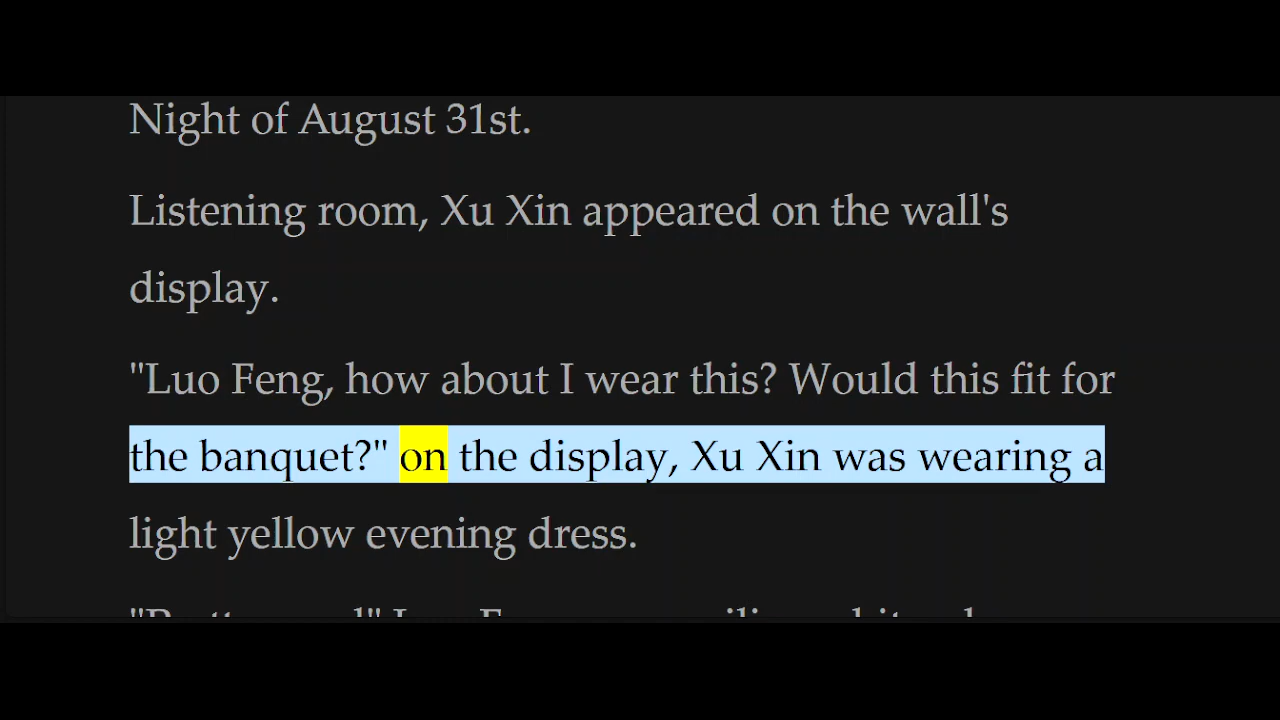 Night of August 31st.
Listening room, Xu Xin appeared on the wall's
display.
"Luo Feng, how about I wear this? Would this fit for
the banquet?" on the display, Xu Xin was wearing a
light yellow evening dress.